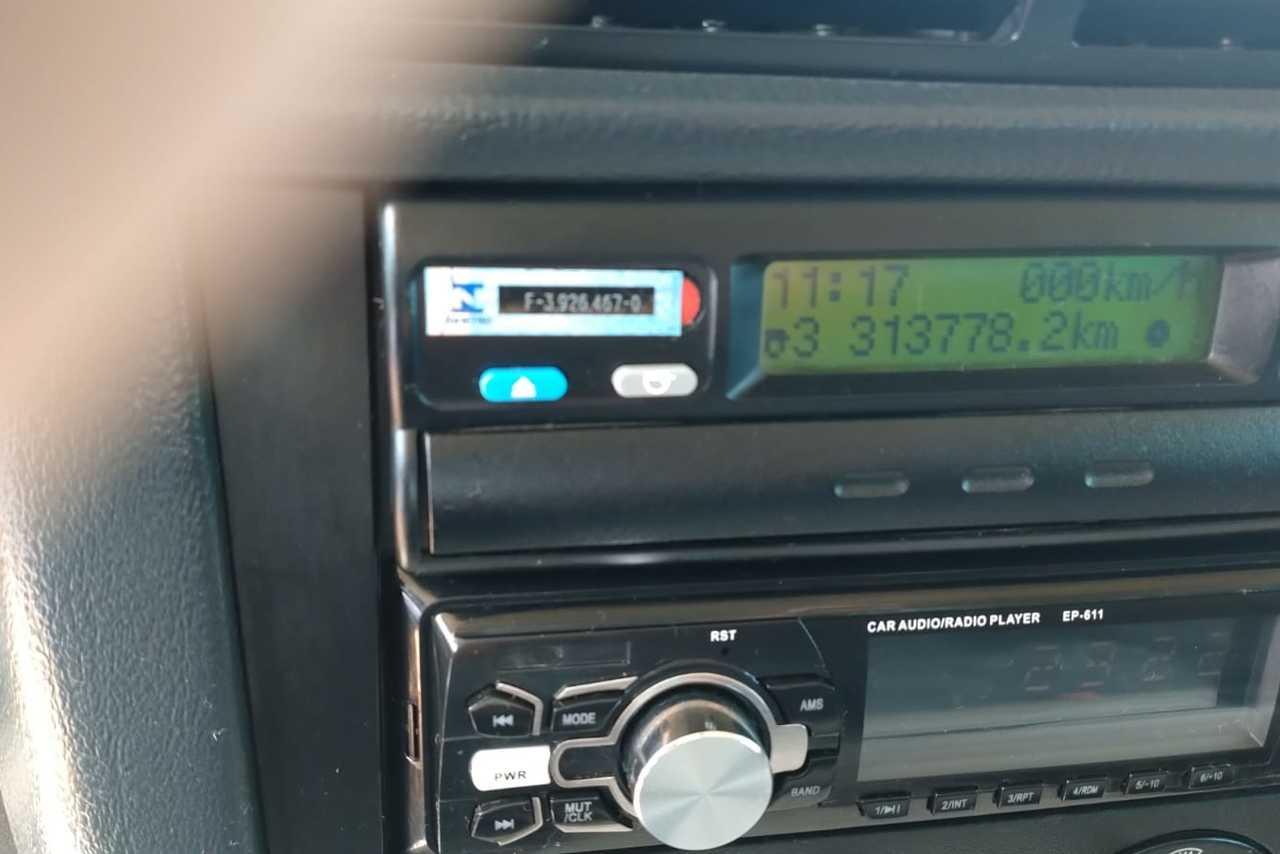 F-3.926.467-0
11:17 000km/h
3 313778.2km
CAR AUDIO/RADIO PLAYER EP-611
RST
AMS
MODE
PWR
BAND
MUT
/CLK
1/▶II
2/INT
3/RPT
4/RDM
5/-10
6/-10